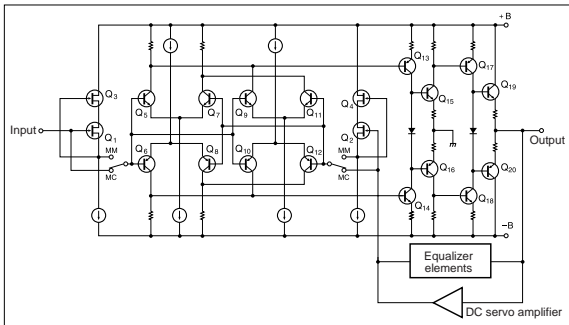 +B
Q13
Q17
Q3
Q5
Q7
Q9
Q11
Q4
Q15
Q19
Input
Q1
Q2
Output
MM
Q6
Q8
Q10
Q12
MM
Q16
Q20
MC
MC
Q14
Q18
−B
Equalizer
elements
DC servo amplifier